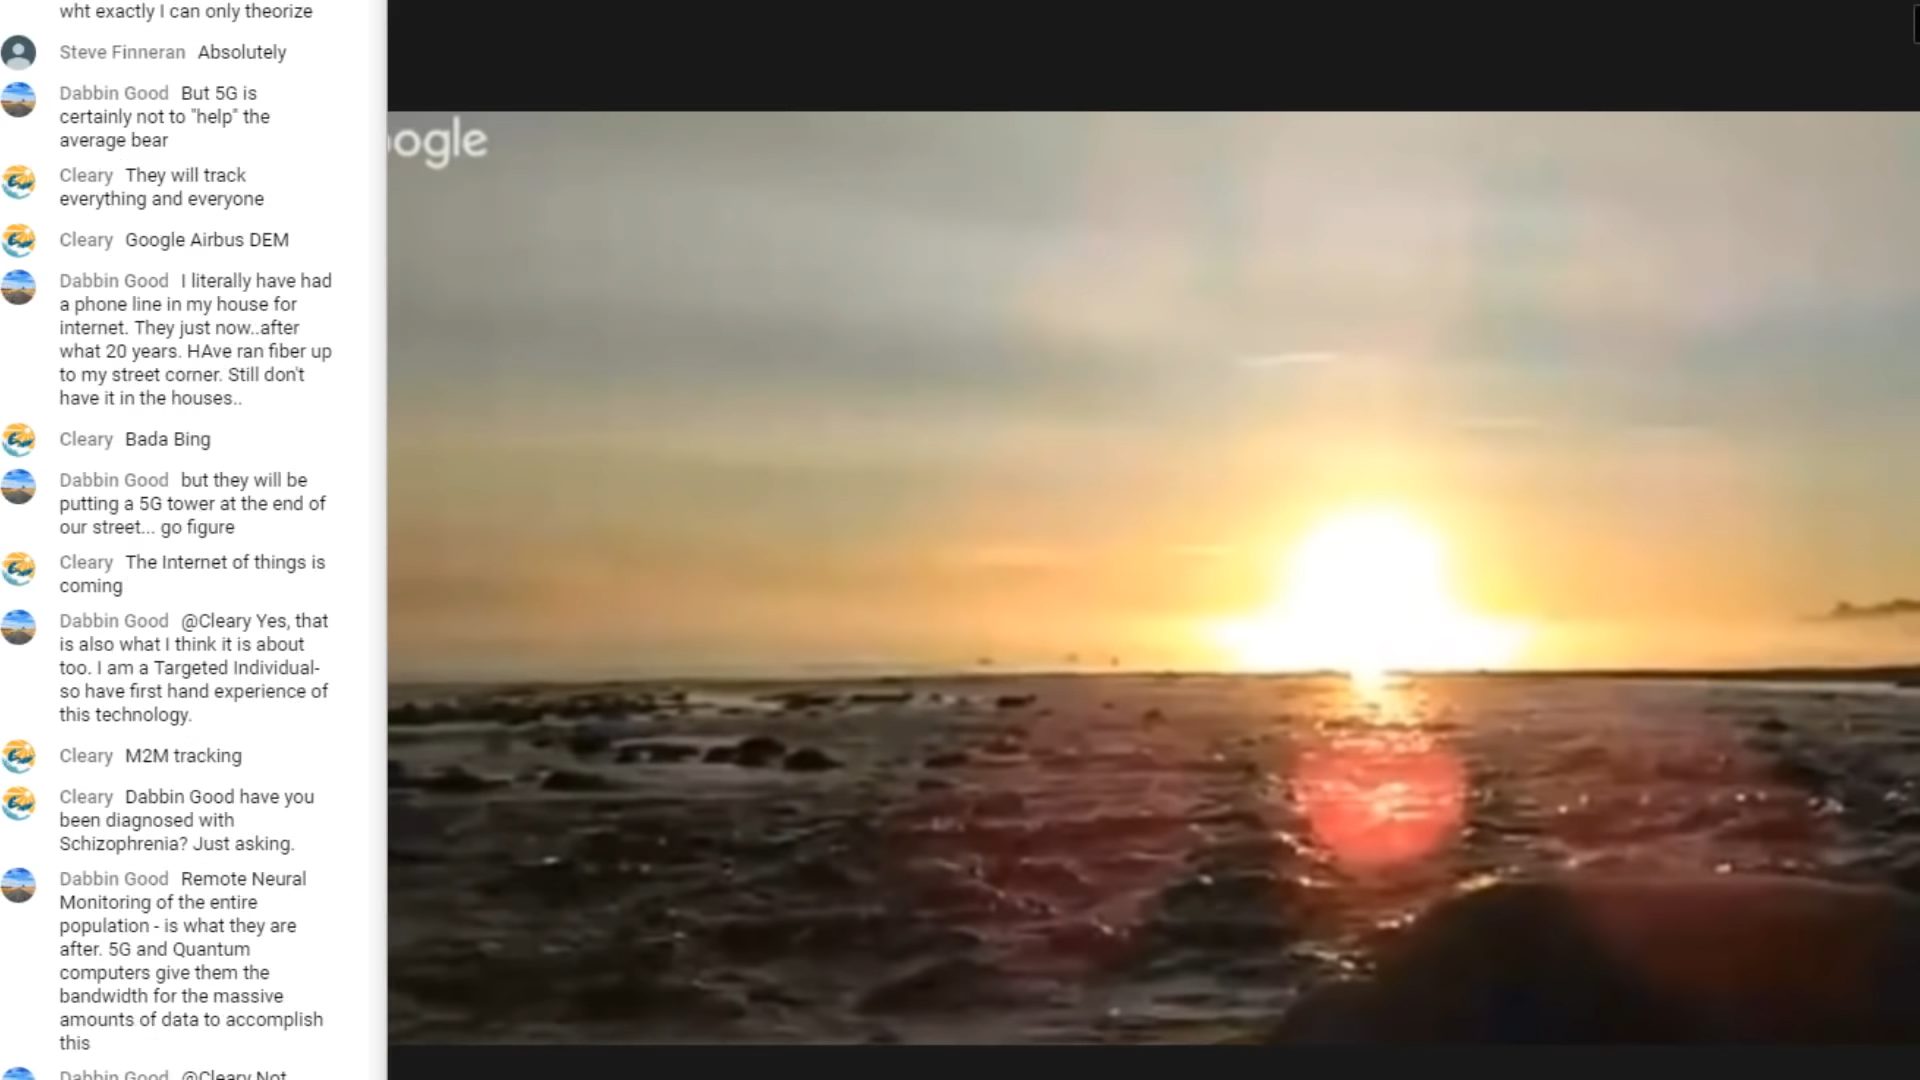 wht exactly I can only theorize
Steve Finneran Absolutely
Dabbin Good But 5G is
certainly not to "help" the
average bear
Cleary They will track
everything and everyone
Cleary Google Airbus DEM
Dabbin Good I literally have had
a phone line in my house for
internet. They just now..after
what 20 years. HAve ran fiber up
to my street corner. Still don't
have it in the houses..
Cleary Bada Bing
Dabbin Good but they will be
putting a 5G tower at the end of
our street... go figure
Cleary The Internet of things is
coming
Dabbin Good @Cleary Yes, that
is also what I think it is about
too. I am a Targeted Individual-
so have first hand experience of
this technology.
Cleary M2M tracking
Cleary Dabbin Good have you
been diagnosed with
Schizophrenia? Just asking.
Dabbin Good Remote Neural
Monitoring of the entire
population - is what they are
after. 5G and Quantum
computers give them the
bandwidth for the massive
amounts of data to accomplish
this
Dabbin Good @Cleary Not
ogle